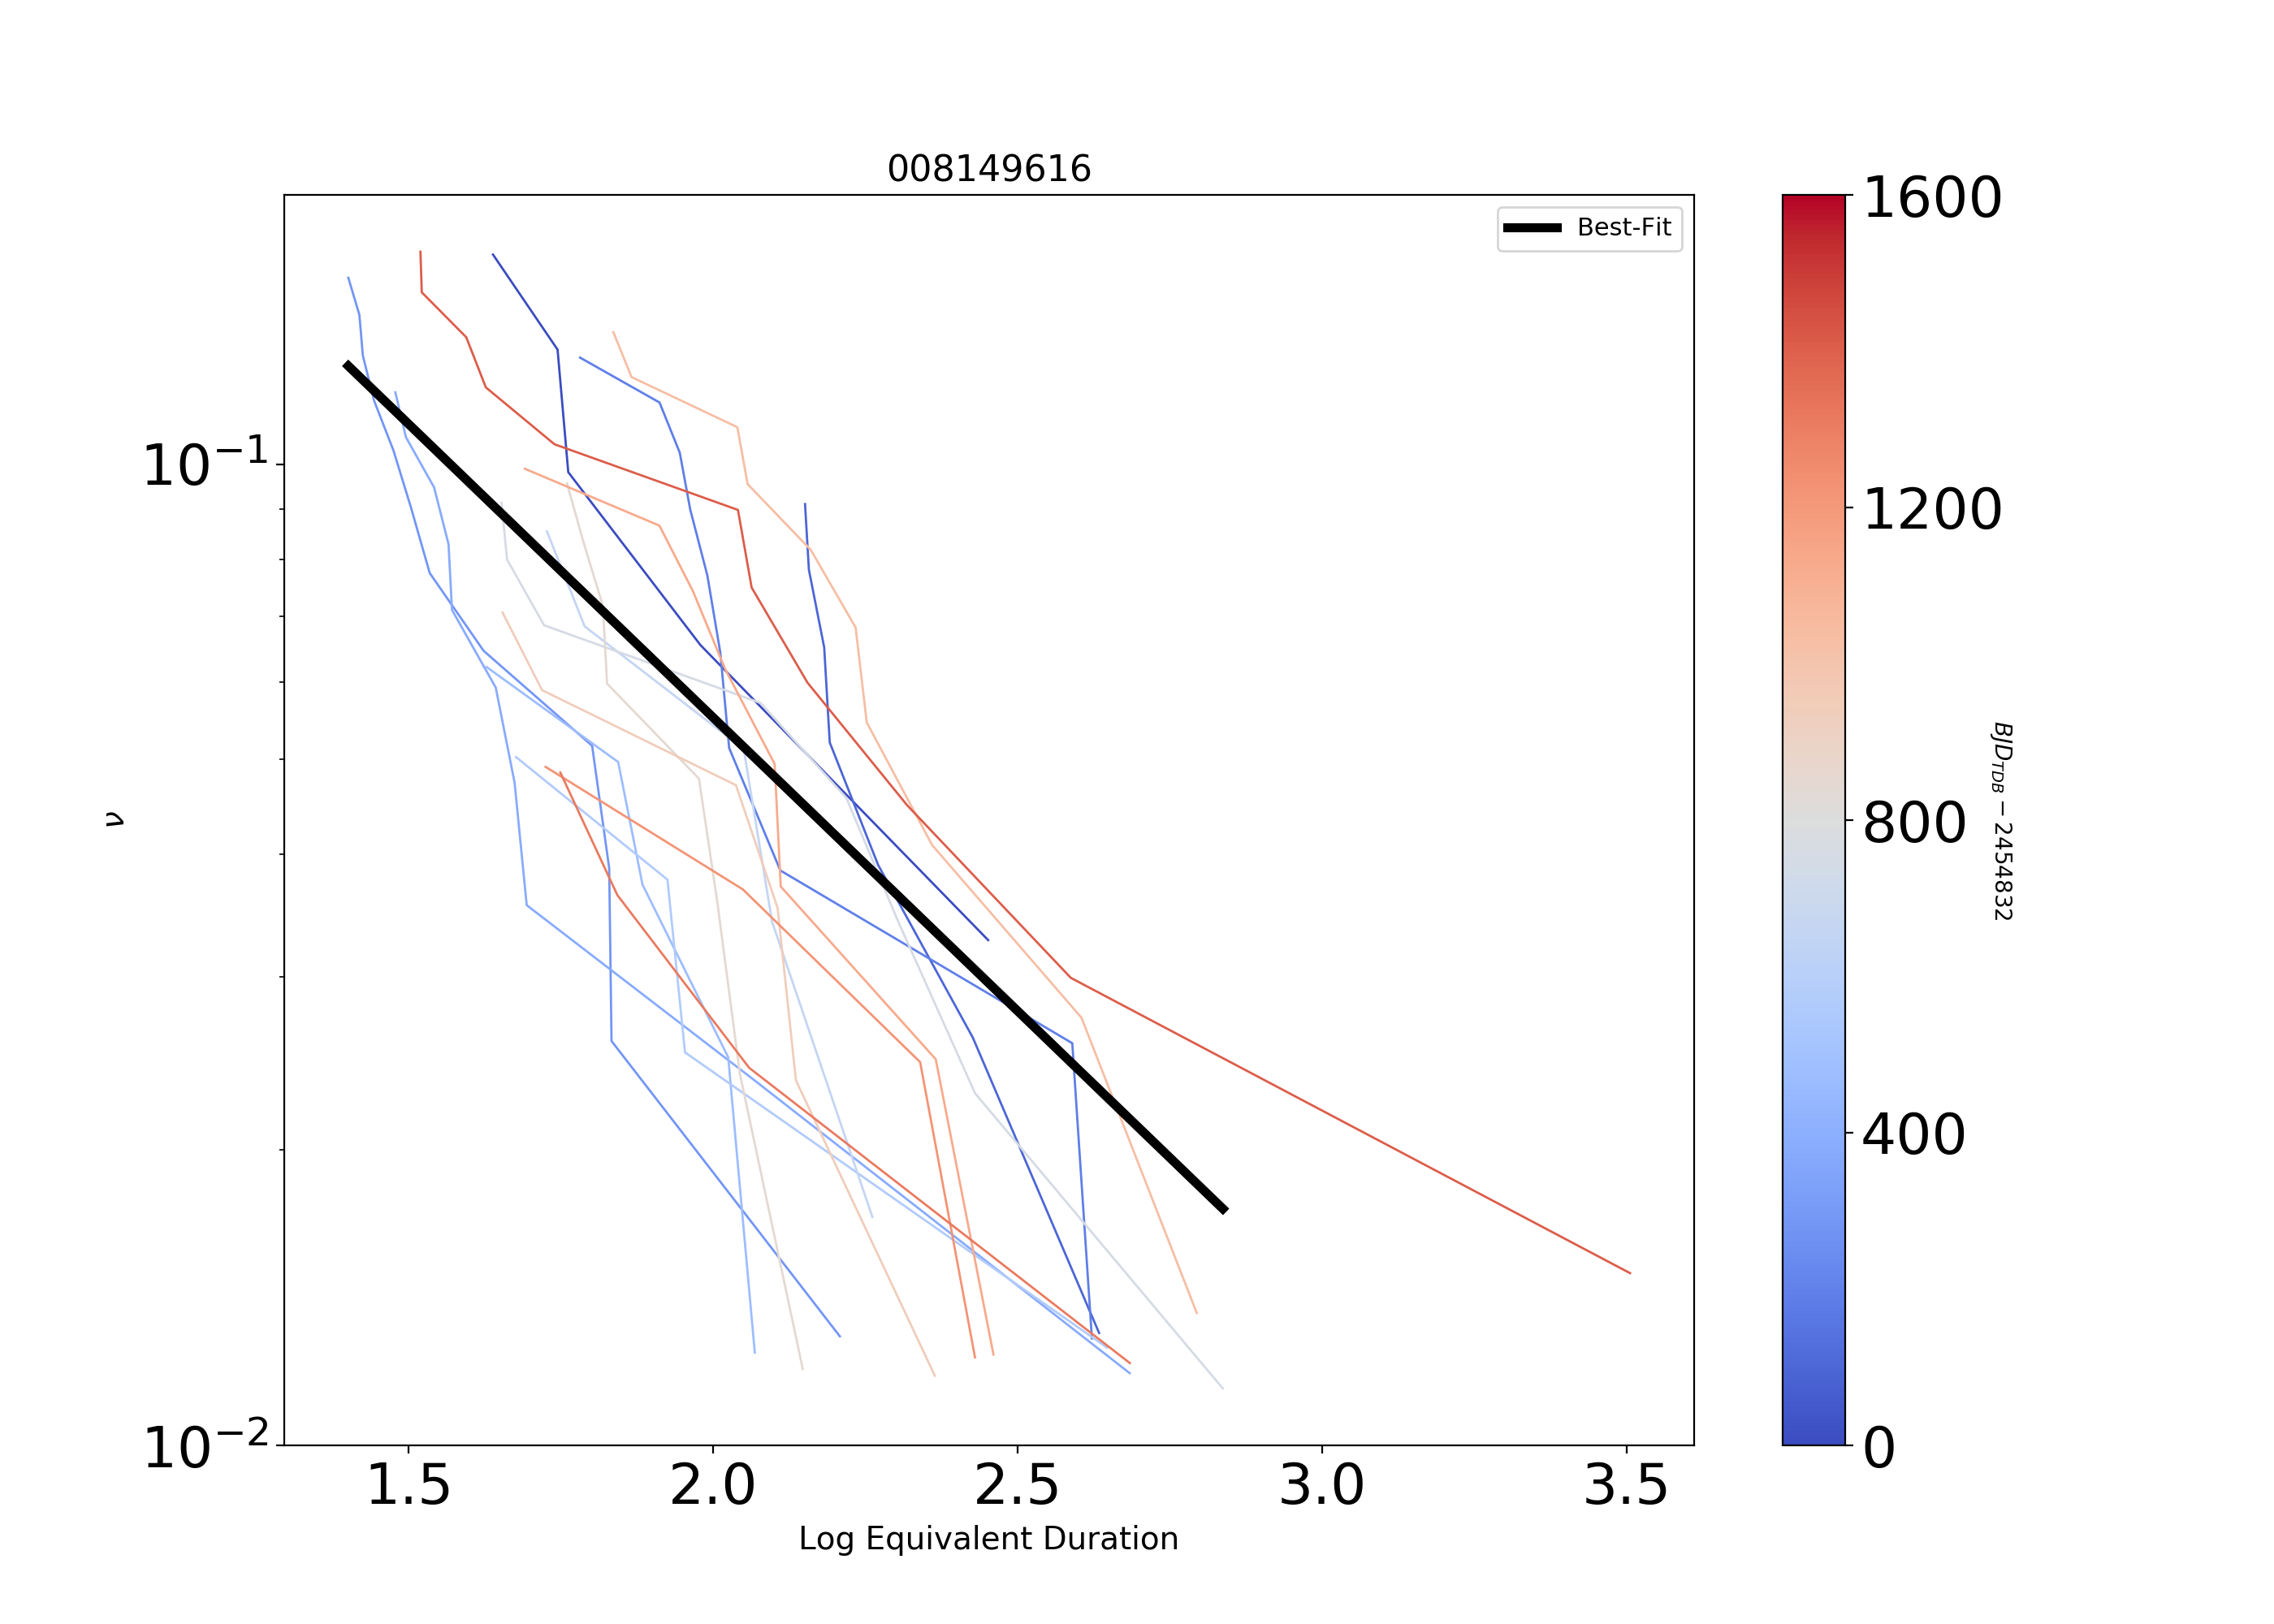 008149616
Best-Fit
10⁻¹
10⁻²
ν
1.5 2.0 2.5 3.0 3.5
Log Equivalent Duration
1600
1200
800
400
0
BJD_TDB − 2454832